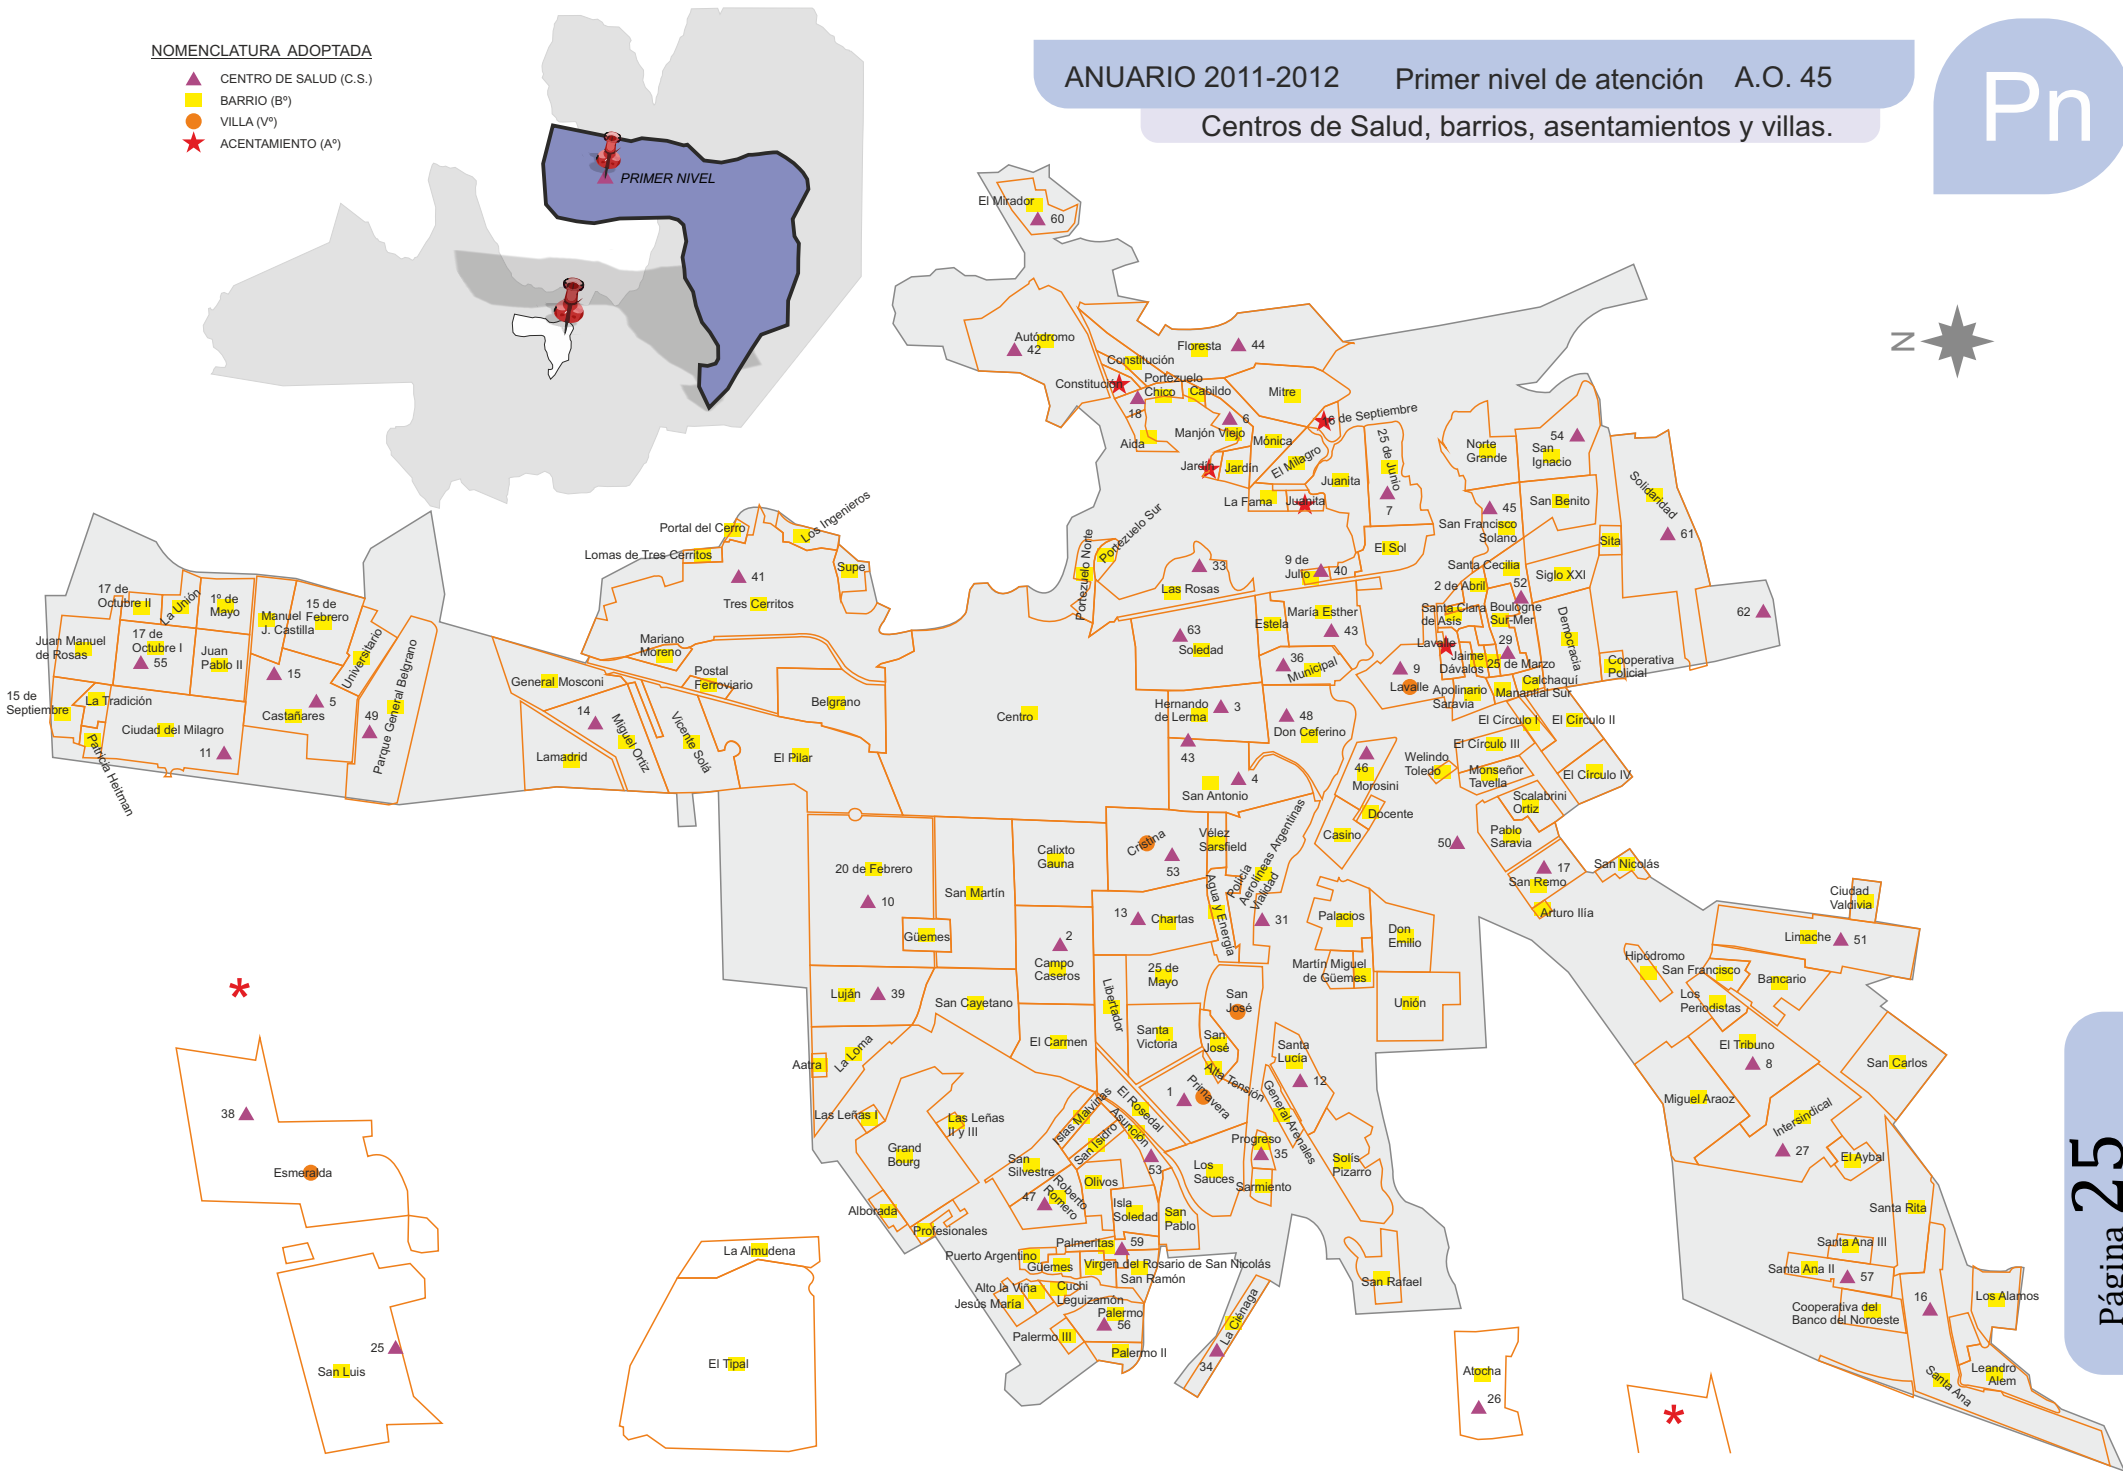 NOMENCLATURA ADOPTADA
CENTRO DE SALUD (C.S.)
BARRIO (Bº)
VILLA (Vº)
ACENTAMIENTO (Aº)
PRIMER NIVEL
ANUARIO 2011-2012 Primer nivel de atención A.O. 45
Centros de Salud, barrios, asentamientos y villas.
Pn
N
El Mirador
60
Autódromo
42
Floresta
44
Constitución
Constitución
Portezuelo
Chico
Cabildo
18
Mitre
6
16 de Septiembre
Aida
Manjón Viejo
Mónica
El Milagro
Jardín
Jardín
Juanita
25 de Junio
7
La Fama
Juanita
Norte
Grande
54
San
Ignacio
San Benito
Solidaridad
61
45
San Francisco
Solano
Sita
El Sol
Santa Cecilia
Siglo XXI
2 de Abril
52
62
Portezuelo Norte
Portezuelo Sur
33
Las Rosas
9 de
Julio
40
Estela
María Esther
43
Santa Clara
de Asís
Boulogne
Sur-Mer
Democracia
63
Soledad
36
Municipal
Lavalle
29
Jaime
Dávalos
25 de Marzo
Cooperativa
Policial
9
Lavalle
Apolinario
Saravia
Calchaquí
Manantial Sur
Hernando
de Lerma
3
48
Don Ceferino
El Círculo I
El Círculo II
43
El Círculo III
San Antonio
4
46
Morosini
Welindo
Toledo
Monseñor
Tavella
El Círculo IV
Docente
Casino
Scalabrini
Ortiz
50
Pablo
Saravia
17
San Remo
San Nicolás
Arturo Ilía
Portal del Cerro
Los Ingenieros
Lomas de Tres Cerritos
Supe
41
Tres Cerritos
Mariano
Moreno
Postal
Ferroviario
General Mosconi
Belgrano
Centro
14
Miguel Ortiz
Vicente Solá
Lamadrid
El Pilar
17 de
Octubre II
La Unión
1º de
Mayo
Manuel
J. Castilla
15 de
Febrero
Juan Manuel
de Rosas
17 de
Octubre I
55
Juan
Pablo II
Universitario
15
5
Castañares
49
Parque General Belgrano
15 de
Septiembre
La Tradición
Ciudad del Milagro
11
Patricia Heitman
20 de Febrero
10
Güemes
San Martín
Calixto
Gauna
Cristina
53
Vélez
Sarsfield
Policía
Aerolineas Argentinas
Vialidad
Agua y Energía
31
13
Chartas
2
Campo
Caseros
Palacios
Don
Emilio
Martín Miguel
de Güemes
Unión
Luján
39
San Cayetano
Libertador
25 de
Mayo
San
José
Aatra
La Loma
El Carmen
Santa
Victoria
San
José
Alta Tensión
Santa
Lucía
12
General Arenales
1
Primavera
El Rosedal
Asunción
Islas Malvinas
San Isidro
Las Leñas I
Las Leñas
II y III
Grand
Bourg
San
Silvestre
53
Los
Sauces
Progreso
35
Sarmiento
Solís
Pizarro
47
Roberto
Romero
Olivos
Isla
Soledad
San
Pablo
Alborada
Profesionales
Palmeritas
59
Puerto Argentino
Güemes
Virgen del Rosario de San Nicolás
San Ramón
Alto la Viña
Cuchi
Leguizamón
Jesús María
Palermo
56
Palermo III
Palermo II
34
La Ciénaga
San Rafael
Ciudad
Valdivia
Limache
51
Hipódromo
San Francisco
Bancario
Los
Periodistas
El Tribuno
8
San Carlos
Miguel Araoz
Intersindical
27
El Aybal
Santa Rita
Santa Ana III
Santa Ana II
57
Cooperativa del
Banco del Noroeste
16
Los Alamos
Leandro
Alem
Santa Ana
*
38
Esmeralda
25
San Luis
La Almudena
El Tipal
Atocha
26
*
Página 25